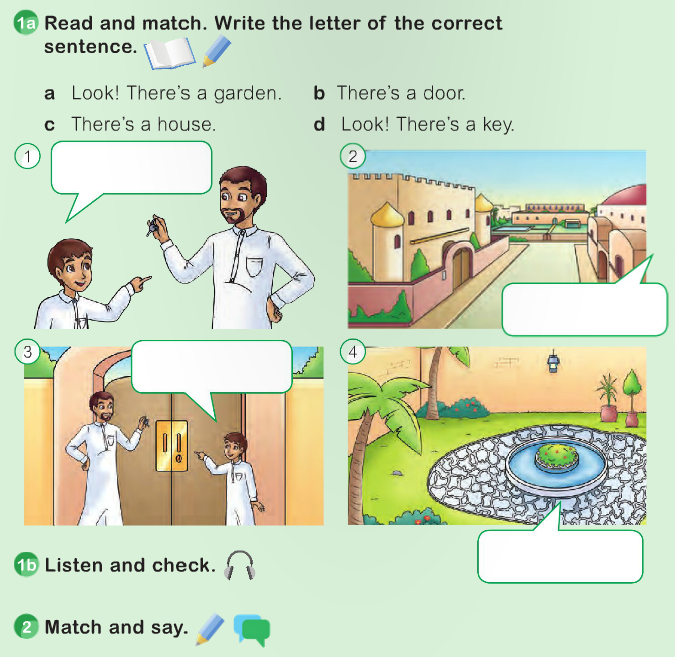 1a Read and match. Write the letter of the correct
sentence.
a Look! There's a garden. b There's a door.
c There's a house. d Look! There's a key.
1
2
3
4
1b Listen and check.
2 Match and say.